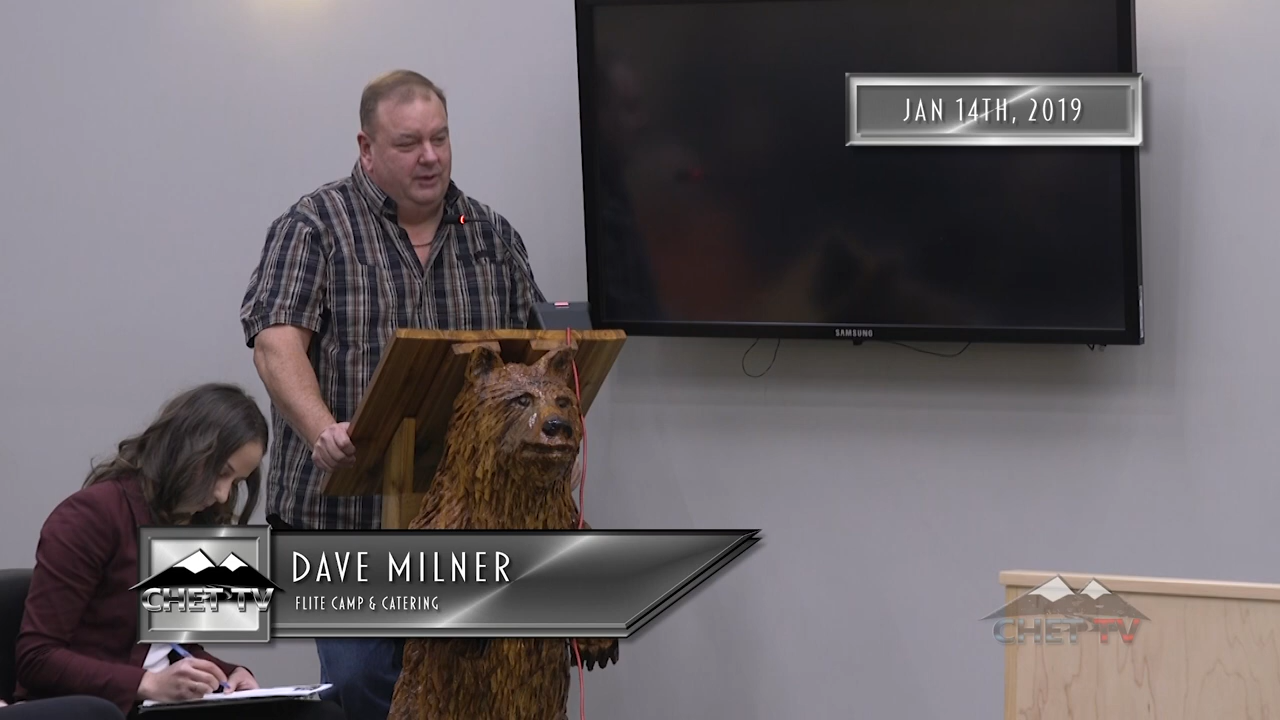 SAMSUNG
JAN 14TH, 2019
DAVE MILNER
FLITE CAMP & CATERING
CHET TV
CHET TV